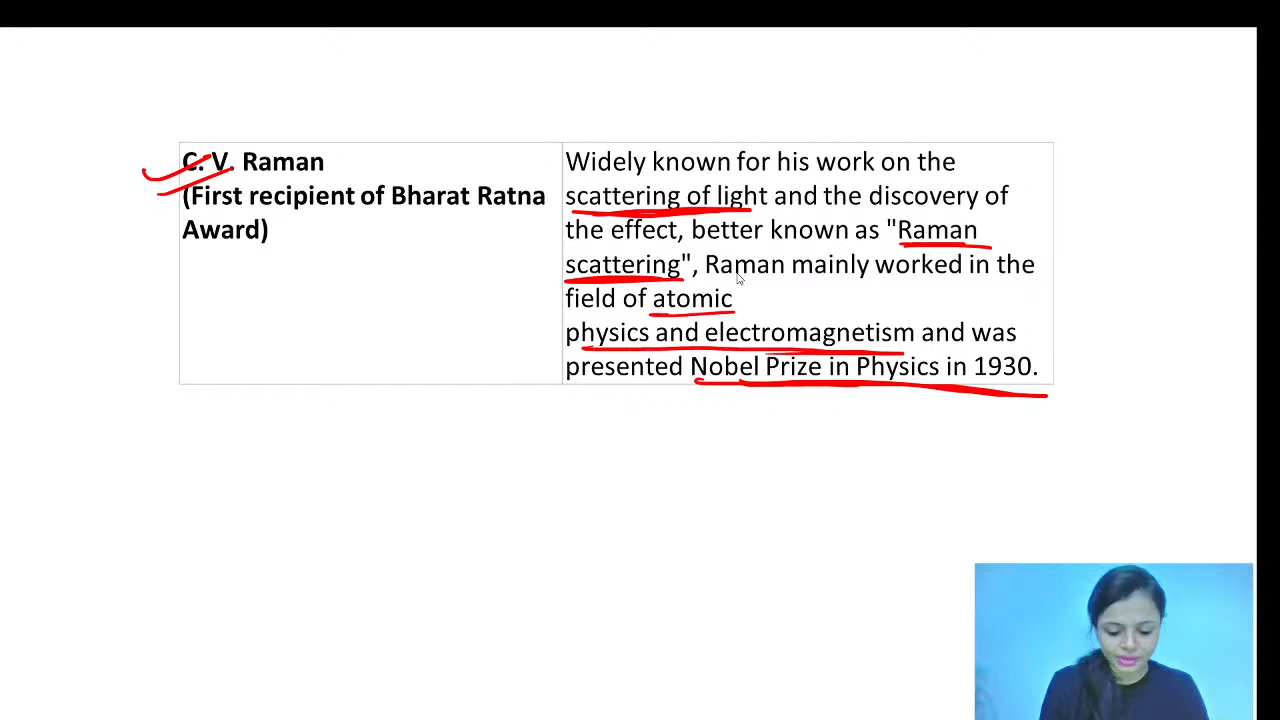 C. V. Raman
(First recipient of Bharat Ratna
Award)
Widely known for his work on the
scattering of light and the discovery of
the effect, better known as "Raman
scattering", Raman mainly worked in the
field of atomic
physics and electromagnetism and was
presented Nobel Prize in Physics in 1930.